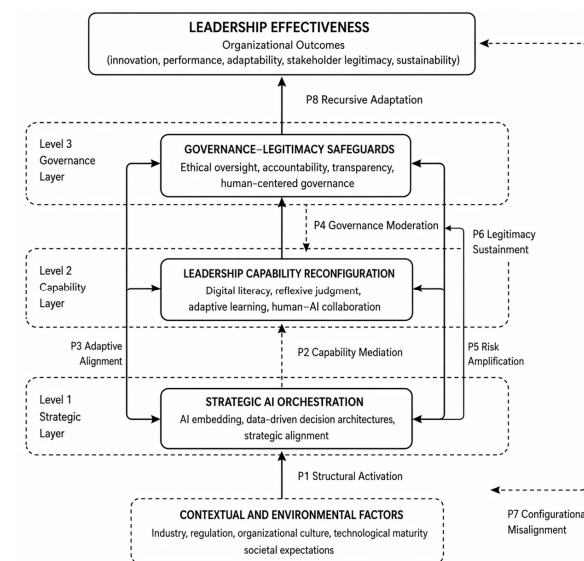 LEADERSHIP EFFECTIVENESS
Organizational Outcomes
(innovation, performance, adaptability, stakeholder legitimacy, sustainability)
P8 Recursive Adaptation
Level 3
Governance
Layer
GOVERNANCE–LEGITIMACY SAFEGUARDS
Ethical oversight, accountability, transparency,
human-centered governance
P4 Governance Moderation
P6 Legitimacy
Sustainment
Level 2
Capability
Layer
LEADERSHIP CAPABILITY RECONFIGURATION
Digital literacy, reflexive judgment,
adaptive learning, human–AI collaboration
P3 Adaptive
Alignment
P2 Capability Mediation
P5 Risk
Amplification
Level 1
Strategic
Layer
STRATEGIC AI ORCHESTRATION
AI embedding, data-driven decision architectures,
strategic alignment
P1 Structural Activation
CONTEXTUAL AND ENVIRONMENTAL FACTORS
Industry, regulation, organizational culture, technological maturity
societal expectations
P7 Configurationa
Misalignment